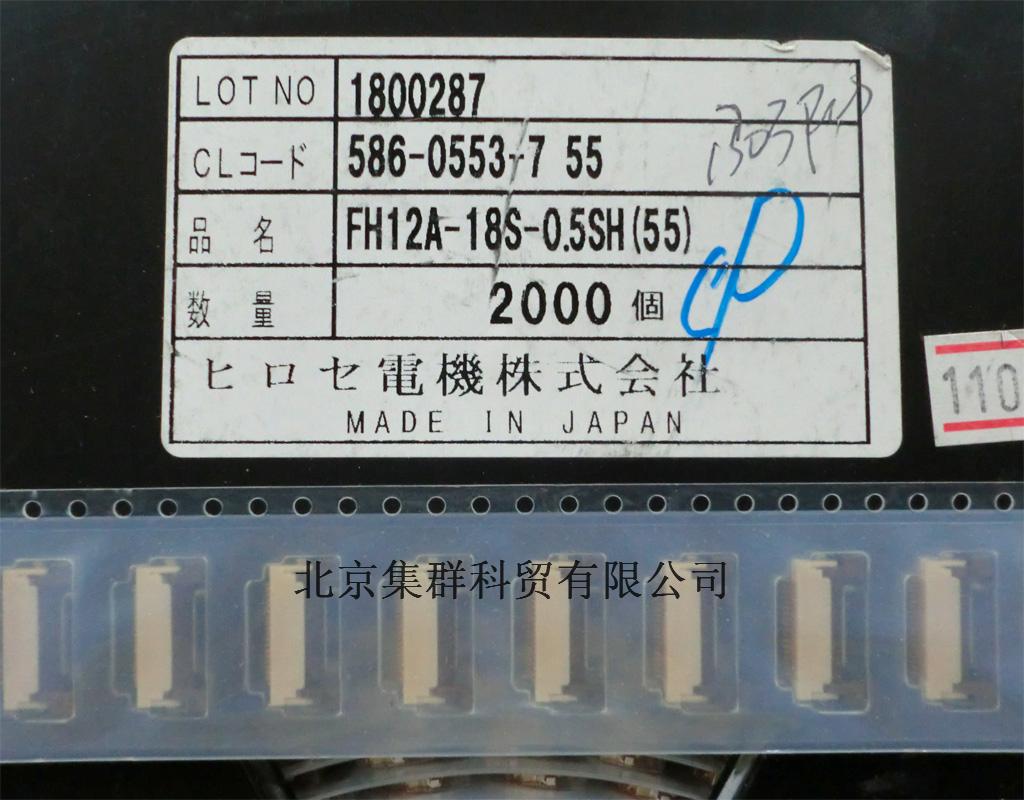 LOT NO 1800287
CLコード 586-0553-7 55
品名 FH12A-18S-0.5SH(55)
数量 2000 個
ヒロセ電機株式会社
MADE IN JAPAN
110
北京集群科贸有限公司